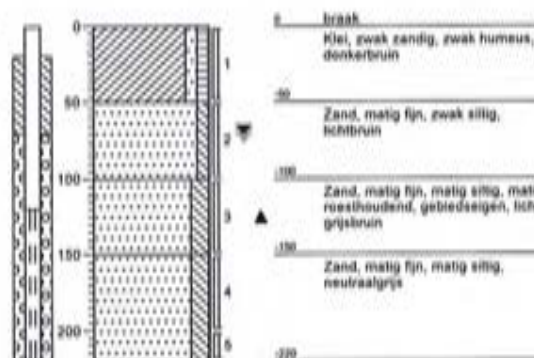 0
50
100
150
200
1
2
3
4
5
0 braak
Klei, zwak zandig, zwak humeus,
donkerbruin
-50
Zand, matig fijn, zwak siltig,
lichtbruin
-100
Zand, matig fijn, matig siltig,
roesthoudend, gebiedseigen,
grijsbruin
-150
Zand, matig fijn, matig siltig,
neutraalgrijs
-220